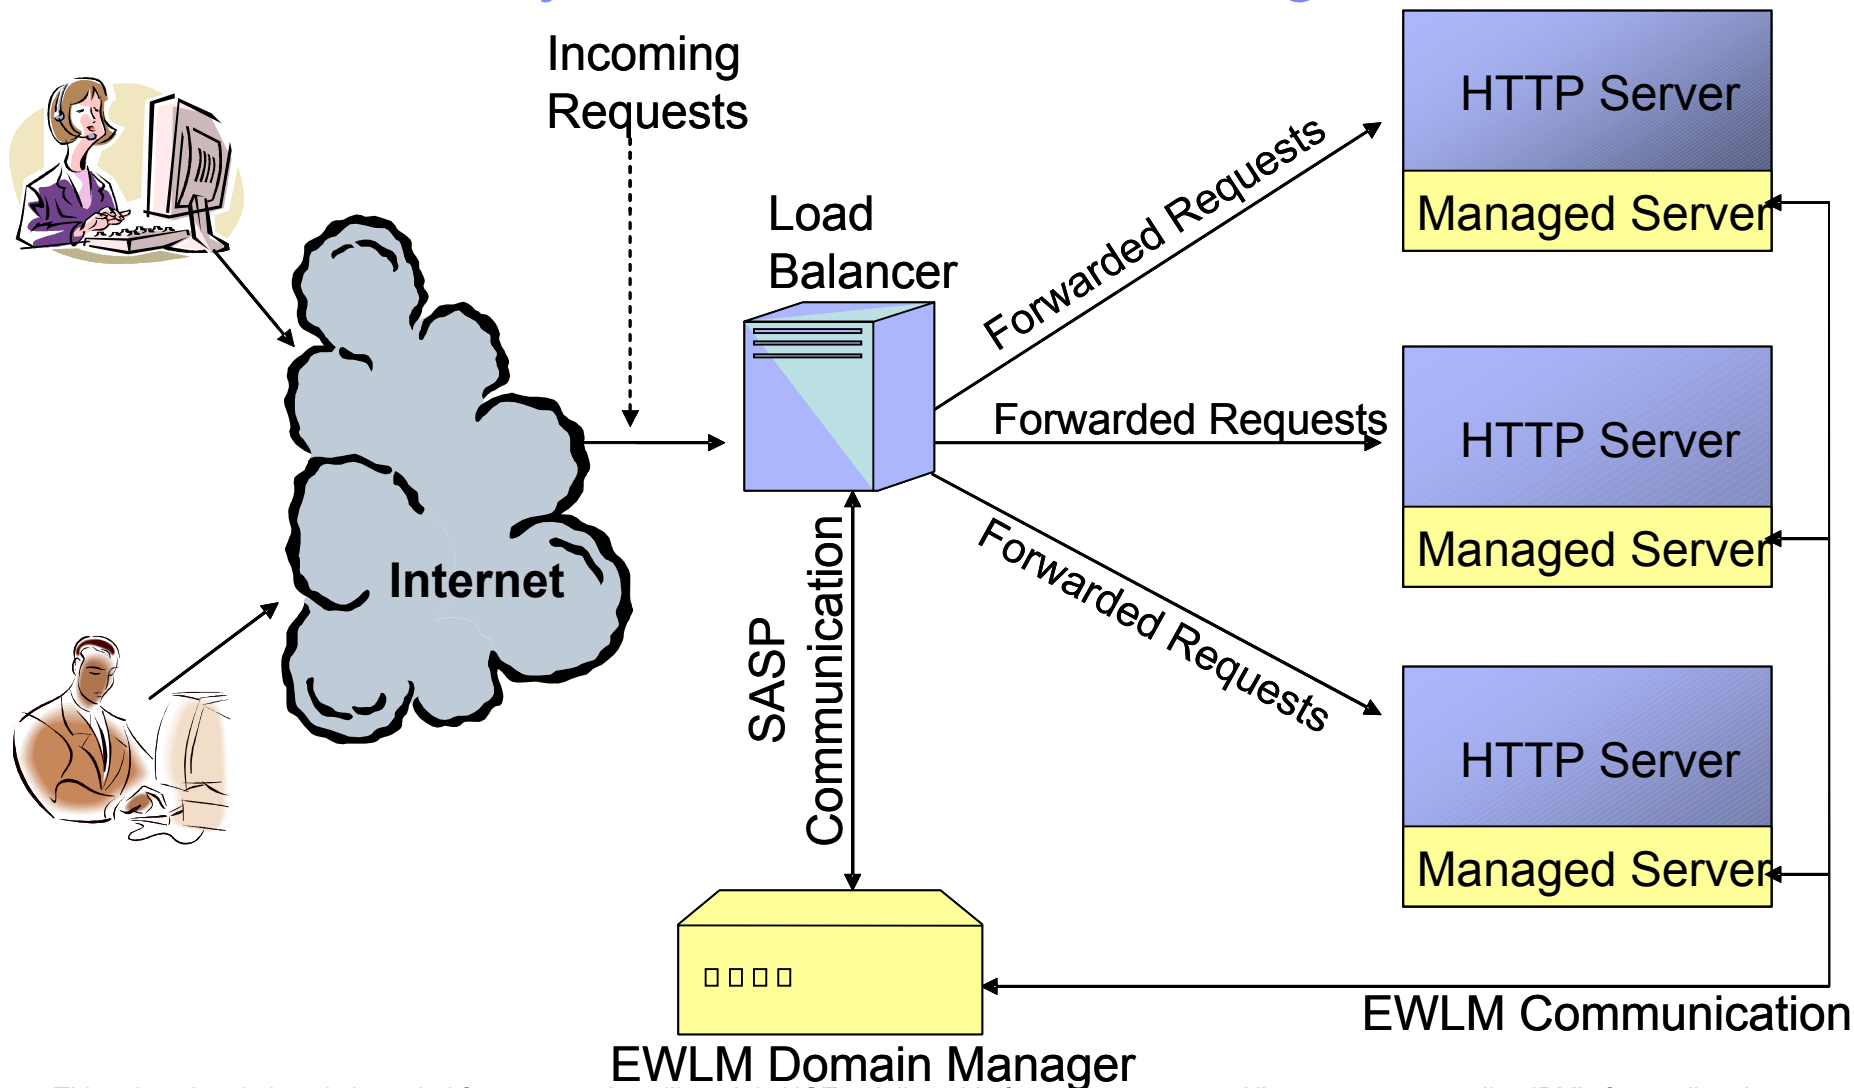 Incoming
Requests
Load
Balancer
Internet
Forwarded Requests
Forwarded Requests
Forwarded Requests
HTTP Server
Managed Server
HTTP Server
Managed Server
HTTP Server
Managed Server
SASP
Communication
EWLM Communication
EWLM Domain Manager